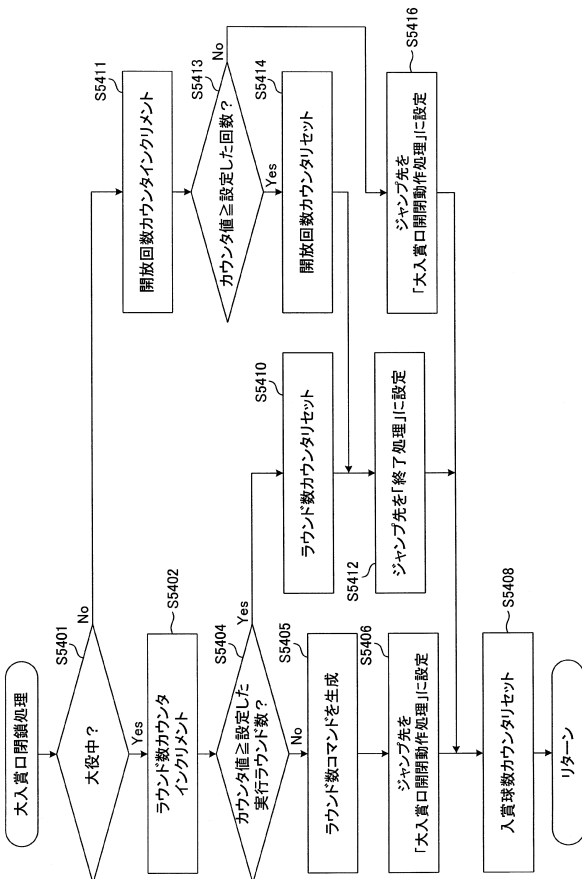 大入賞口閉鎖処理
S5401
大役中？
No
Yes
S5402
ラウンド数カウンタ
インクリメント
S5404
カウンタ値≧設定した
実行ラウンド数？
Yes
No
S5405
ラウンド数コマンドを生成
S5406
ジャンプ先を
「大入賞口開閉動作処理」に設定
S5410
ラウンド数カウンタリセット
S5412
ジャンプ先を「終了処理」に設定
S5411
開放回数カウンタインクリメント
S5413
カウンタ値≧設定した回数？
No
Yes
S5414
開放回数カウンタリセット
S5416
ジャンプ先を
「大入賞口開閉動作処理」に設定
S5408
入賞球数カウンタリセット
リターン